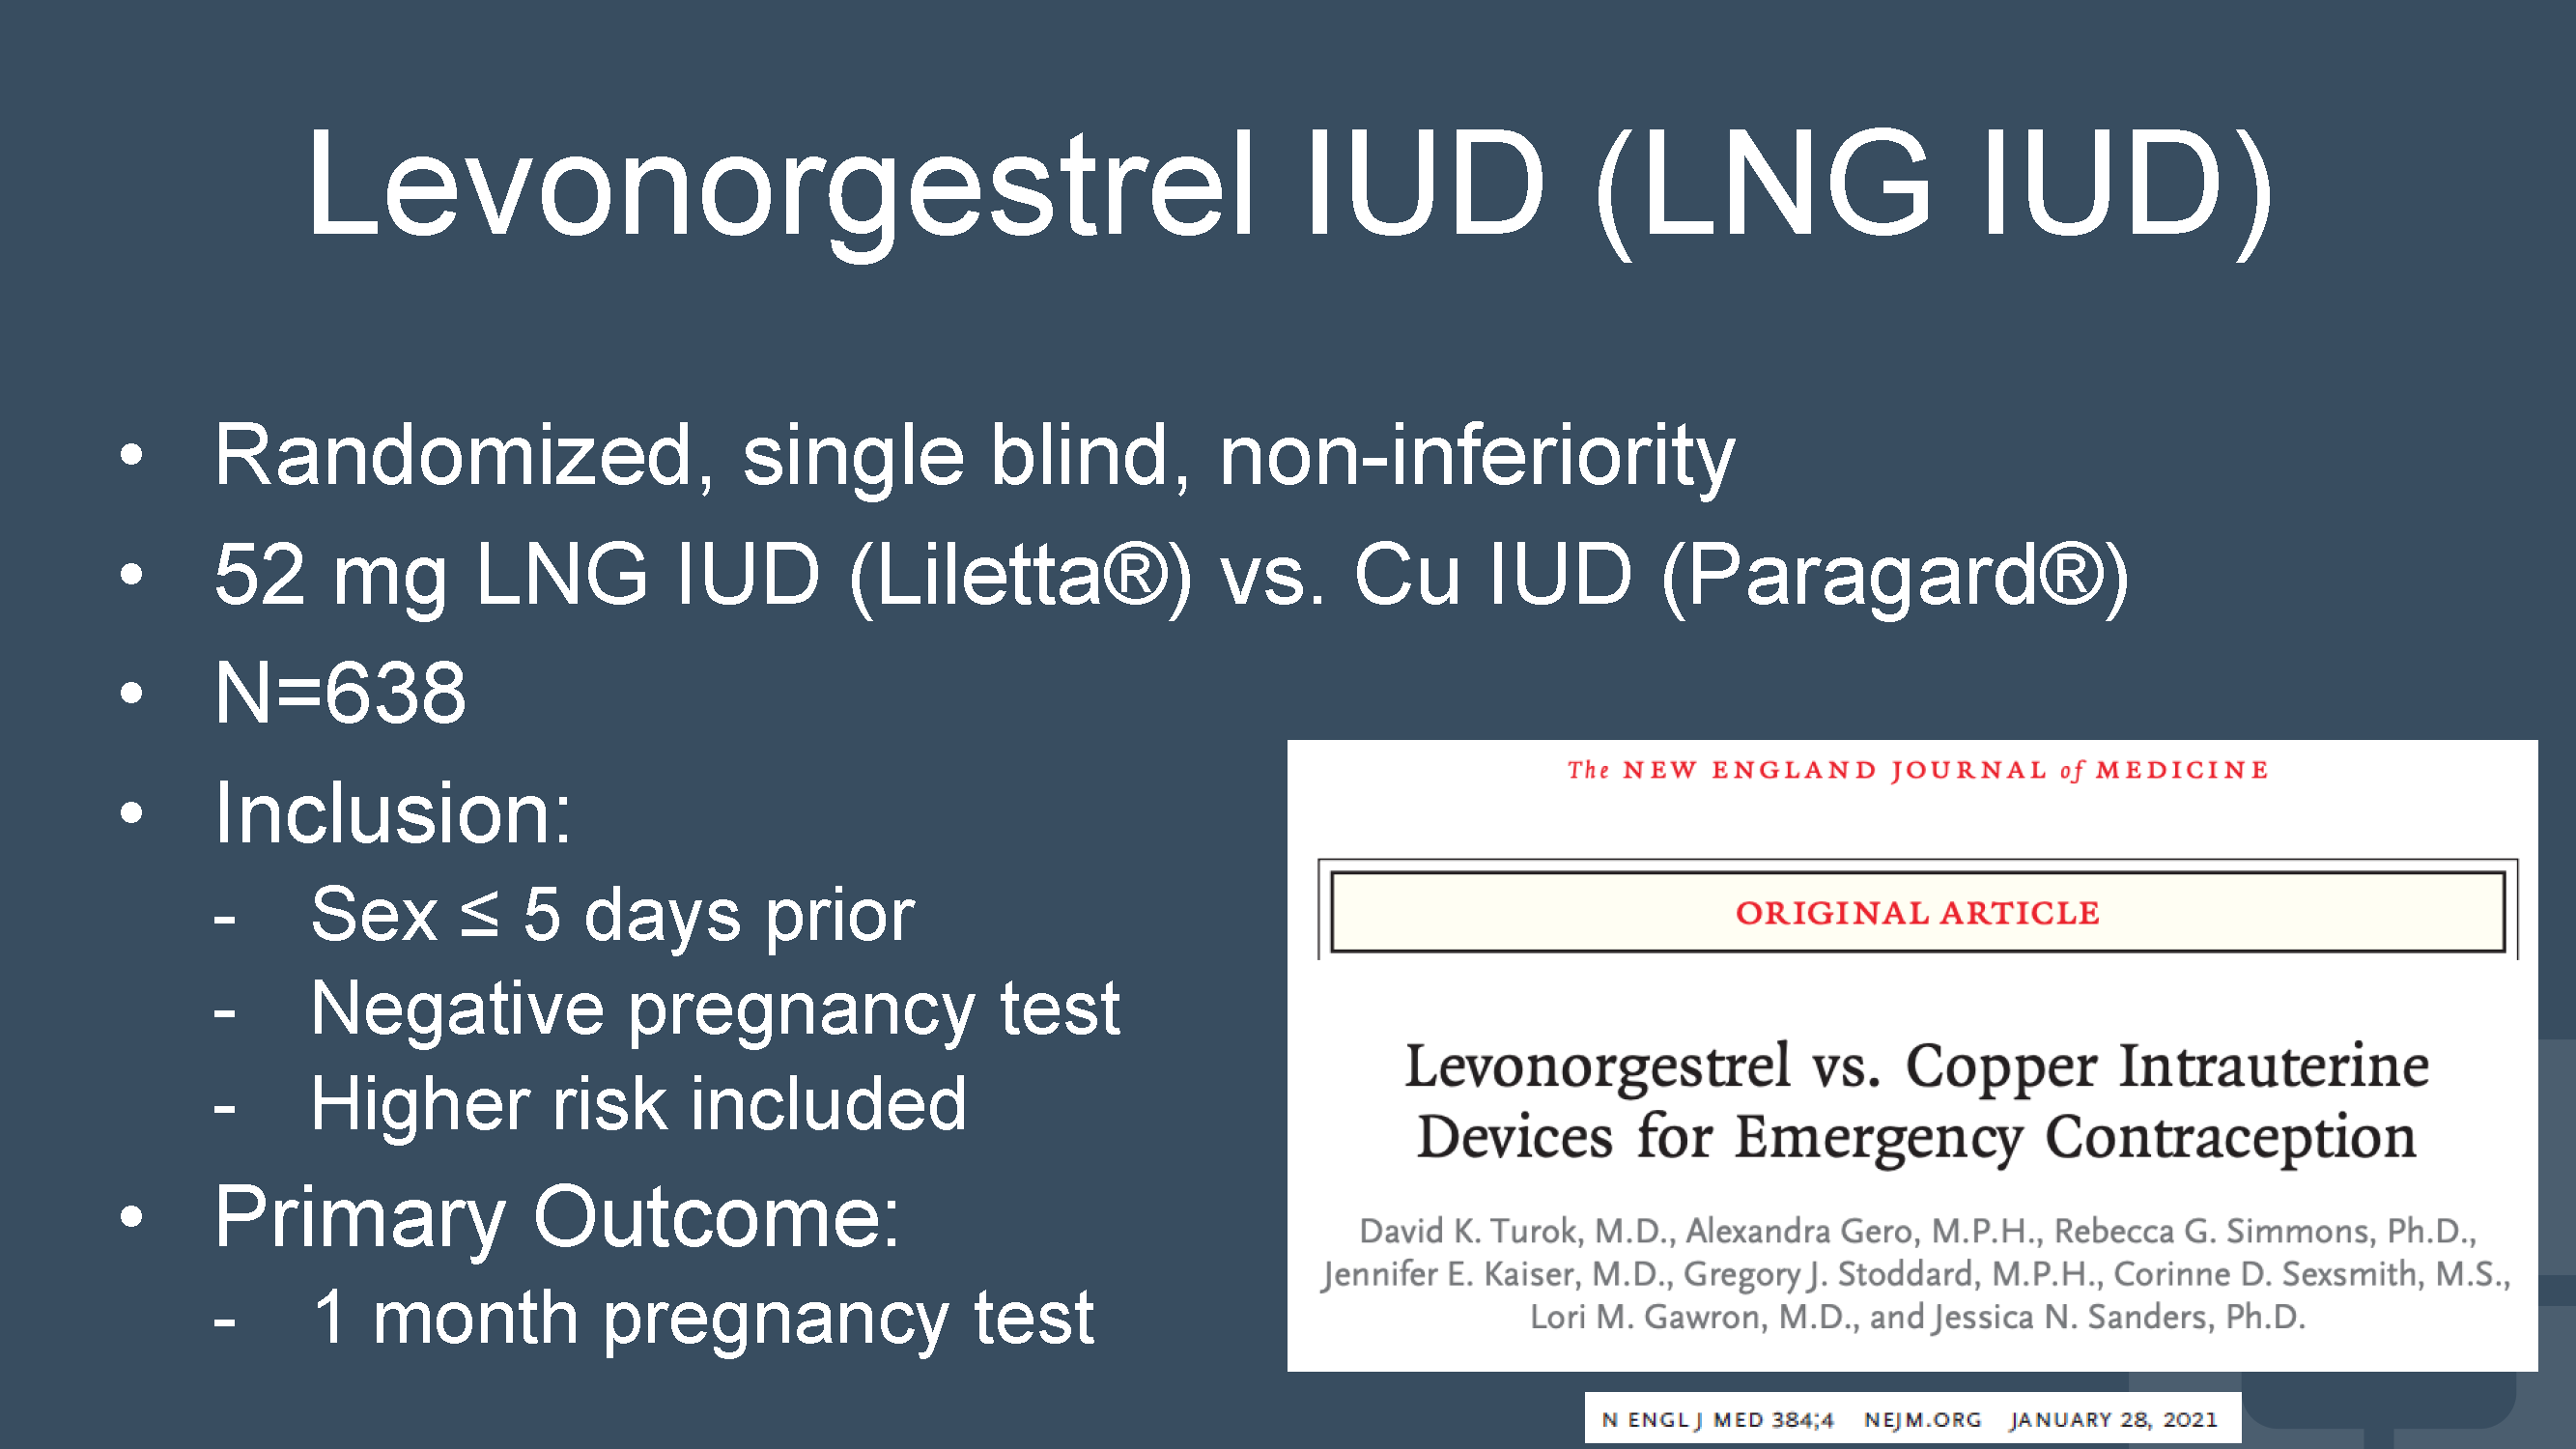 Levonorgestrel IUD (LNG IUD)
• Randomized, single blind, non-inferiority
• 52 mg LNG IUD (Liletta®) vs. Cu IUD (Paragard®)
• N=638
• Inclusion:
- Sex ≤ 5 days prior
- Negative pregnancy test
- Higher risk included
• Primary Outcome:
- 1 month pregnancy test
The NEW ENGLAND JOURNAL of MEDICINE
ORIGINAL ARTICLE
Levonorgestrel vs. Copper Intrauterine
Devices for Emergency Contraception
David K. Turok, M.D., Alexandra Gero, M.P.H., Rebecca G. Simmons, Ph.D.,
Jennifer E. Kaiser, M.D., Gregory J. Stoddard, M.P.H., Corinne D. Sexsmith, M.S.,
Lori M. Gawron, M.D., and Jessica N. Sanders, Ph.D.
N ENGL J MED 384;4 NEJM.ORG JANUARY 28, 2021